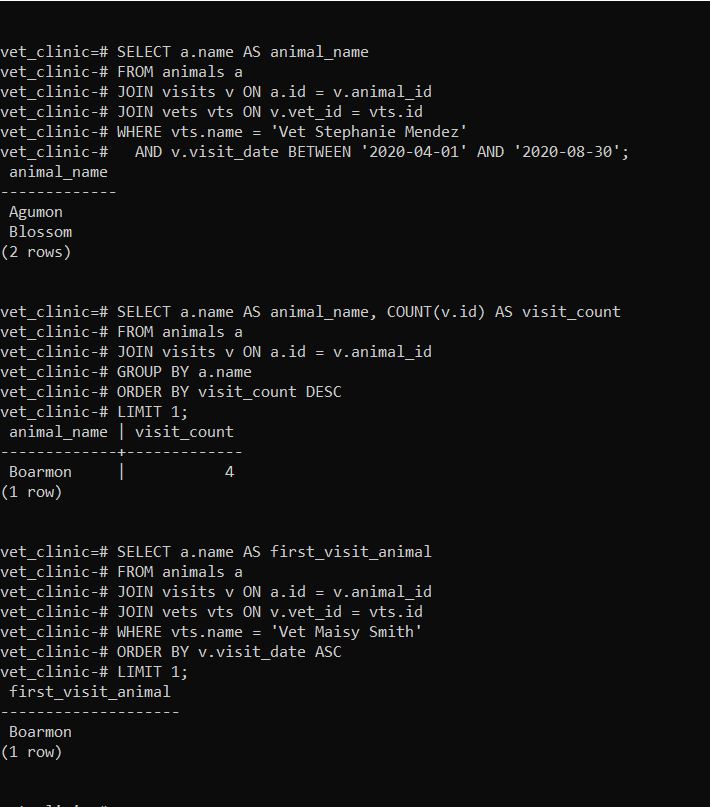 vet_clinic=# SELECT a.name AS animal_name
vet_clinic-# FROM animals a
vet_clinic-# JOIN visits v ON a.id = v.animal_id
vet_clinic-# JOIN vets vts ON v.vet_id = vts.id
vet_clinic-# WHERE vts.name = 'Vet Stephanie Mendez'
vet_clinic-#   AND v.visit_date BETWEEN '2020-04-01' AND '2020-08-30';
 animal_name
-------------
 Agumon
 Blossom
(2 rows)
vet_clinic=# SELECT a.name AS animal_name, COUNT(v.id) AS visit_count
vet_clinic-# FROM animals a
vet_clinic-# JOIN visits v ON a.id = v.animal_id
vet_clinic-# GROUP BY a.name
vet_clinic-# ORDER BY visit_count DESC
vet_clinic-# LIMIT 1;
 animal_name | visit_count
-------------+-------------
 Boarmon     |           4
(1 row)
vet_clinic=# SELECT a.name AS first_visit_animal
vet_clinic-# FROM animals a
vet_clinic-# JOIN visits v ON a.id = v.animal_id
vet_clinic-# JOIN vets vts ON v.vet_id = vts.id
vet_clinic-# WHERE vts.name = 'Vet Maisy Smith'
vet_clinic-# ORDER BY v.visit_date ASC
vet_clinic-# LIMIT 1;
 first_visit_animal
--------------------
 Boarmon
(1 row)